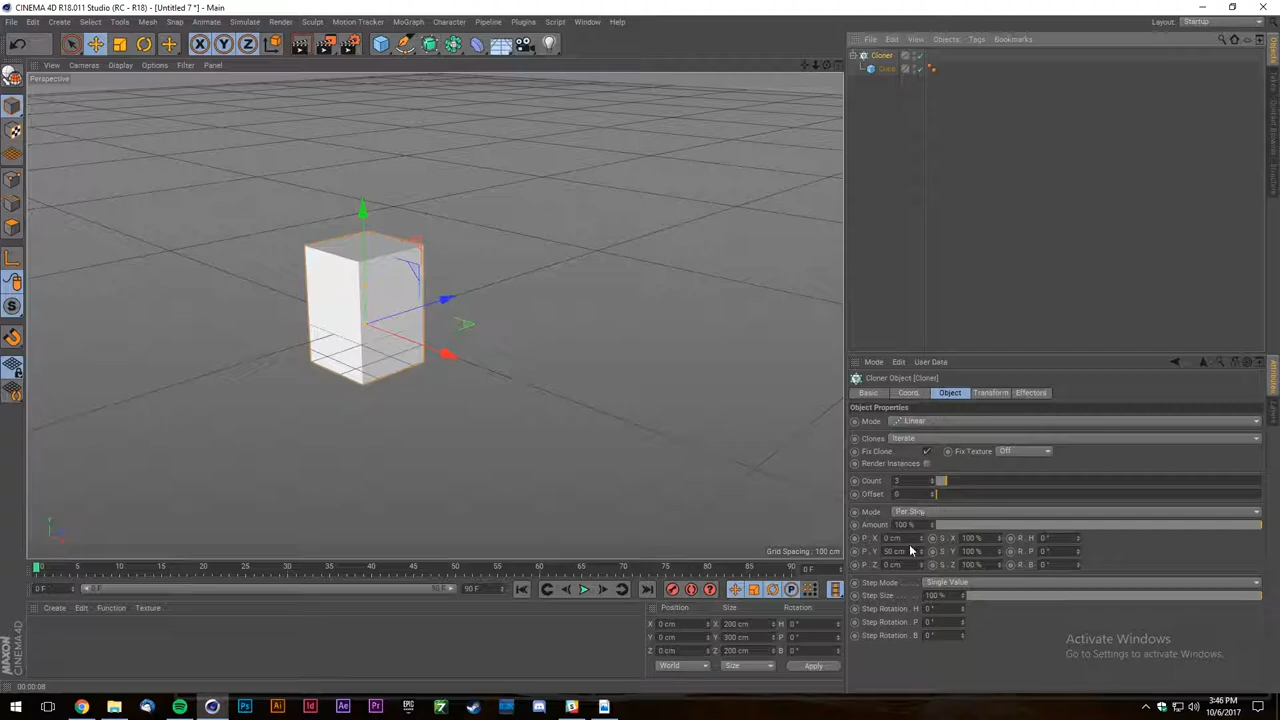 CINEMA 4D R18.011 Studio (RC - R18) - [Untitled 7 *] - Main
File Edit Create Select Tools Mesh Snap Animate Simulate Render Sculpt Motion Tracker MoGraph Character Pipeline Plugins Script Window Help Layout: Startup
File Edit View Objects Tags Bookmarks
View Cameras Display Options Filter Panel
Perspective
Cloner
Cube
Grid Spacing : 100 cm
0 5 10 15 20 25 30 35 40 45 50 55 60 65 70 75 80 85 90 0 F
0 F 0 F 90 F 90 F
Create Edit Function Texture
Position Size Rotation
X 0 cm X 200 cm H 0 °
Y 0 cm Y 300 cm P 0 °
Z 0 cm Z 200 cm B 0 °
World Size Apply
MAXON CINEMA 4D
00:00:08
Mode Edit User Data
Cloner Object [Cloner]
Basic Coord. Object Transform Effectors
Object Properties
Mode Linear
Clones Iterate
Fix Clone Fix Texture Off
Render Instances
Count 3
Offset 0
Mode Per Step
Amount 100 %
P . X 0 cm S . X 100 % R . H 0 °
P . Y 50 cm S . Y 100 % R . P 0 °
P . Z 0 cm S . Z 100 % R . B 0 °
Step Mode Single Value
Step Size 100 %
Step Rotation . H 0 °
Step Rotation . P 0 °
Step Rotation . B 0 °
Activate Windows
Go to Settings to activate Windows.
Objects
Attributes
3:46 PM
10/6/2017